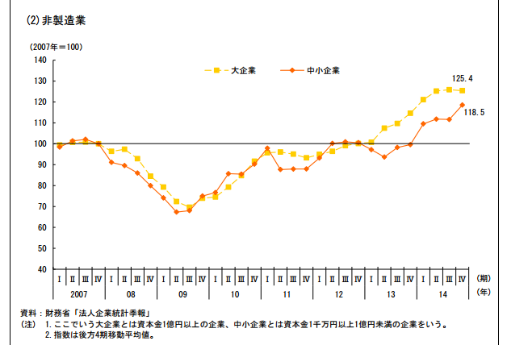 (2)非製造業
(2007年＝100)
大企業 中小企業
140
130
120
110
100
90
80
70
60
50
40
125.4
118.5
Ⅰ Ⅱ Ⅲ Ⅳ Ⅰ Ⅱ Ⅲ Ⅳ Ⅰ Ⅱ Ⅲ Ⅳ Ⅰ Ⅱ Ⅲ Ⅳ Ⅰ Ⅱ Ⅲ Ⅳ Ⅰ Ⅱ Ⅲ Ⅳ Ⅰ Ⅱ Ⅲ Ⅳ Ⅰ Ⅱ Ⅲ Ⅳ (期)
2007 08 09 10 11 12 13 14 (年)
資料：財務省「法人企業統計季報」
(注) 1. ここでいう大企業とは資本金1億円以上の企業、中小企業とは資本金1千万円以上1億円未満の企業をいう。
2. 指数は後方4期移動平均値。